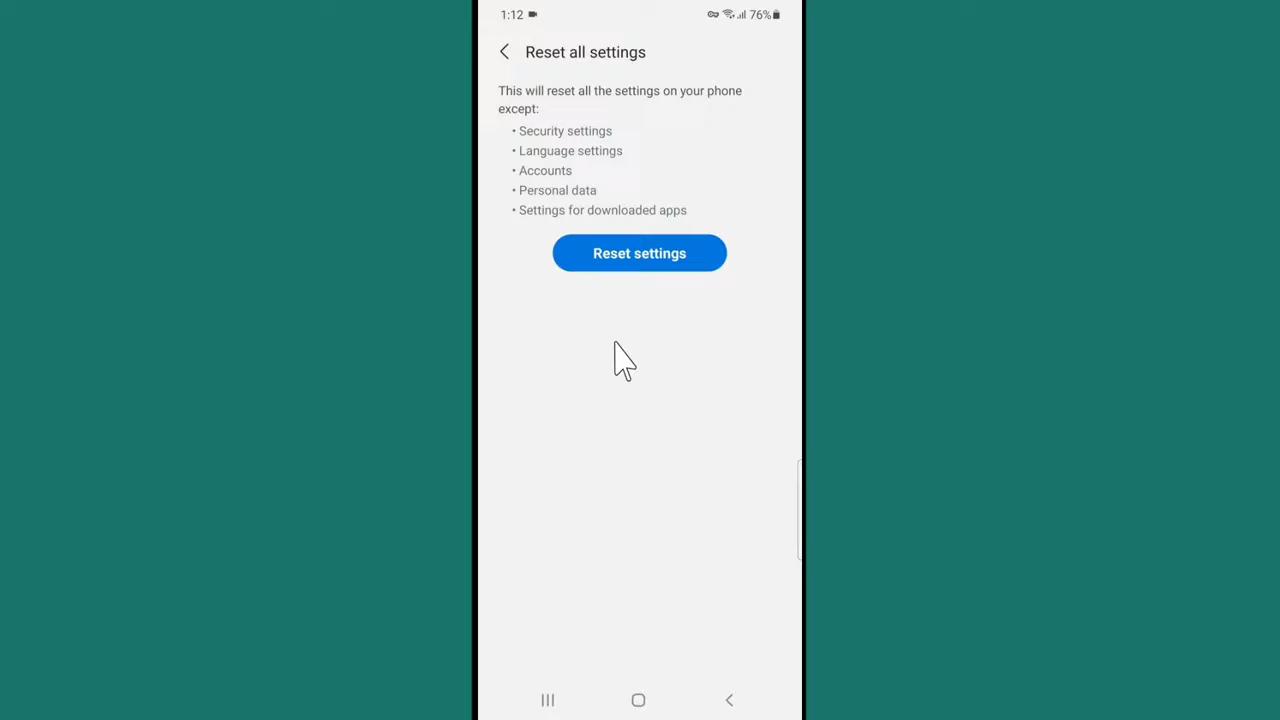 1:12 76%
Reset all settings
This will reset all the settings on your phone
except:
• Security settings
• Language settings
• Accounts
• Personal data
• Settings for downloaded apps
Reset settings